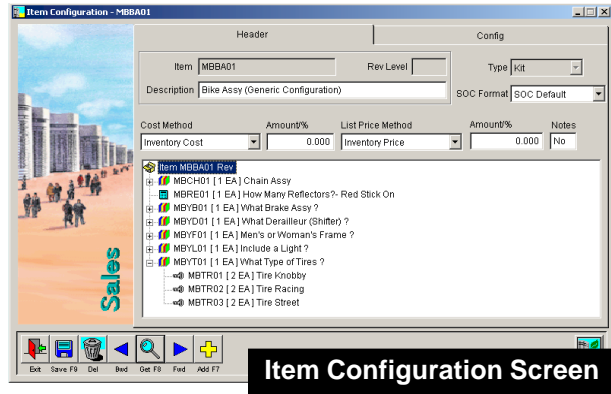 Item Configuration - MBBA01
Header Config
Item MBBA01 Rev Level Type Kit
Description Bike Assy (Generic Configuration) SOC Format SOC Default
Cost Method Amount/% List Price Method Amount/% Notes
Inventory Cost 0.000 Inventory Price 0.000 No
Item MBBA01 Rev
MBCH01 [ 1 EA ] Chain Assy
MBRE01 [ 1 EA ] How Many Reflectors?- Red Stick On
MBYB01 [ 1 EA ] What Brake Assy ?
MBYD01 [ 1 EA ] What Derailleur (Shifter) ?
MBYF01 [ 1 EA ] Men's or Woman's Frame ?
MBYL01 [ 1 EA ] Include a Light ?
MBYT01 [ 1 EA ] What Type of Tires ?
MBTR01 [ 2 EA ] Tire Knobby
MBTR02 [ 2 EA ] Tire Racing
MBTR03 [ 2 EA ] Tire Street
Sales
Exit Save F9 Del Bwd Get F8 Fwd Add F7
Item Configuration Screen